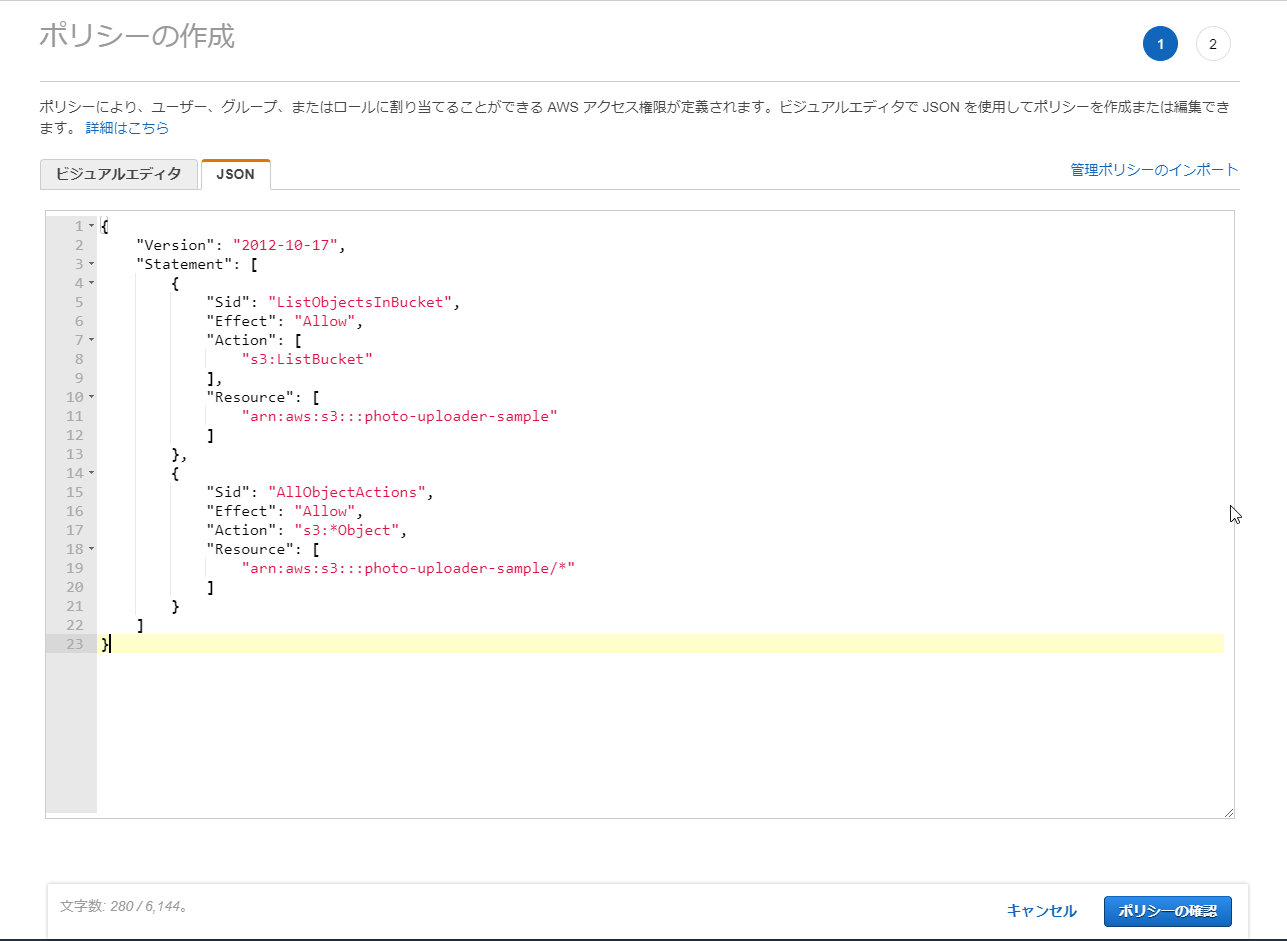 ポリシーの作成
1 2
ポリシーにより、ユーザー、グループ、またはロールに割り当てることができる AWS アクセス権限が定義されます。ビジュアルエディタで JSON を使用してポリシーを作成または編集でき
ます。 詳細はこちら
ビジュアルエディタ JSON 管理ポリシーのインポート
1 {
2     "Version": "2012-10-17",
3     "Statement": [
4         {
5             "Sid": "ListObjectsInBucket",
6             "Effect": "Allow",
7             "Action": [
8                 "s3:ListBucket"
9             ],
10             "Resource": [
11                 "arn:aws:s3:::photo-uploader-sample"
12             ]
13         },
14         {
15             "Sid": "AllObjectActions",
16             "Effect": "Allow",
17             "Action": "s3:*Object",
18             "Resource": [
19                 "arn:aws:s3:::photo-uploader-sample/*"
20             ]
21         }
22     ]
23 }
文字数: 280 / 6,144。 キャンセル ポリシーの確認